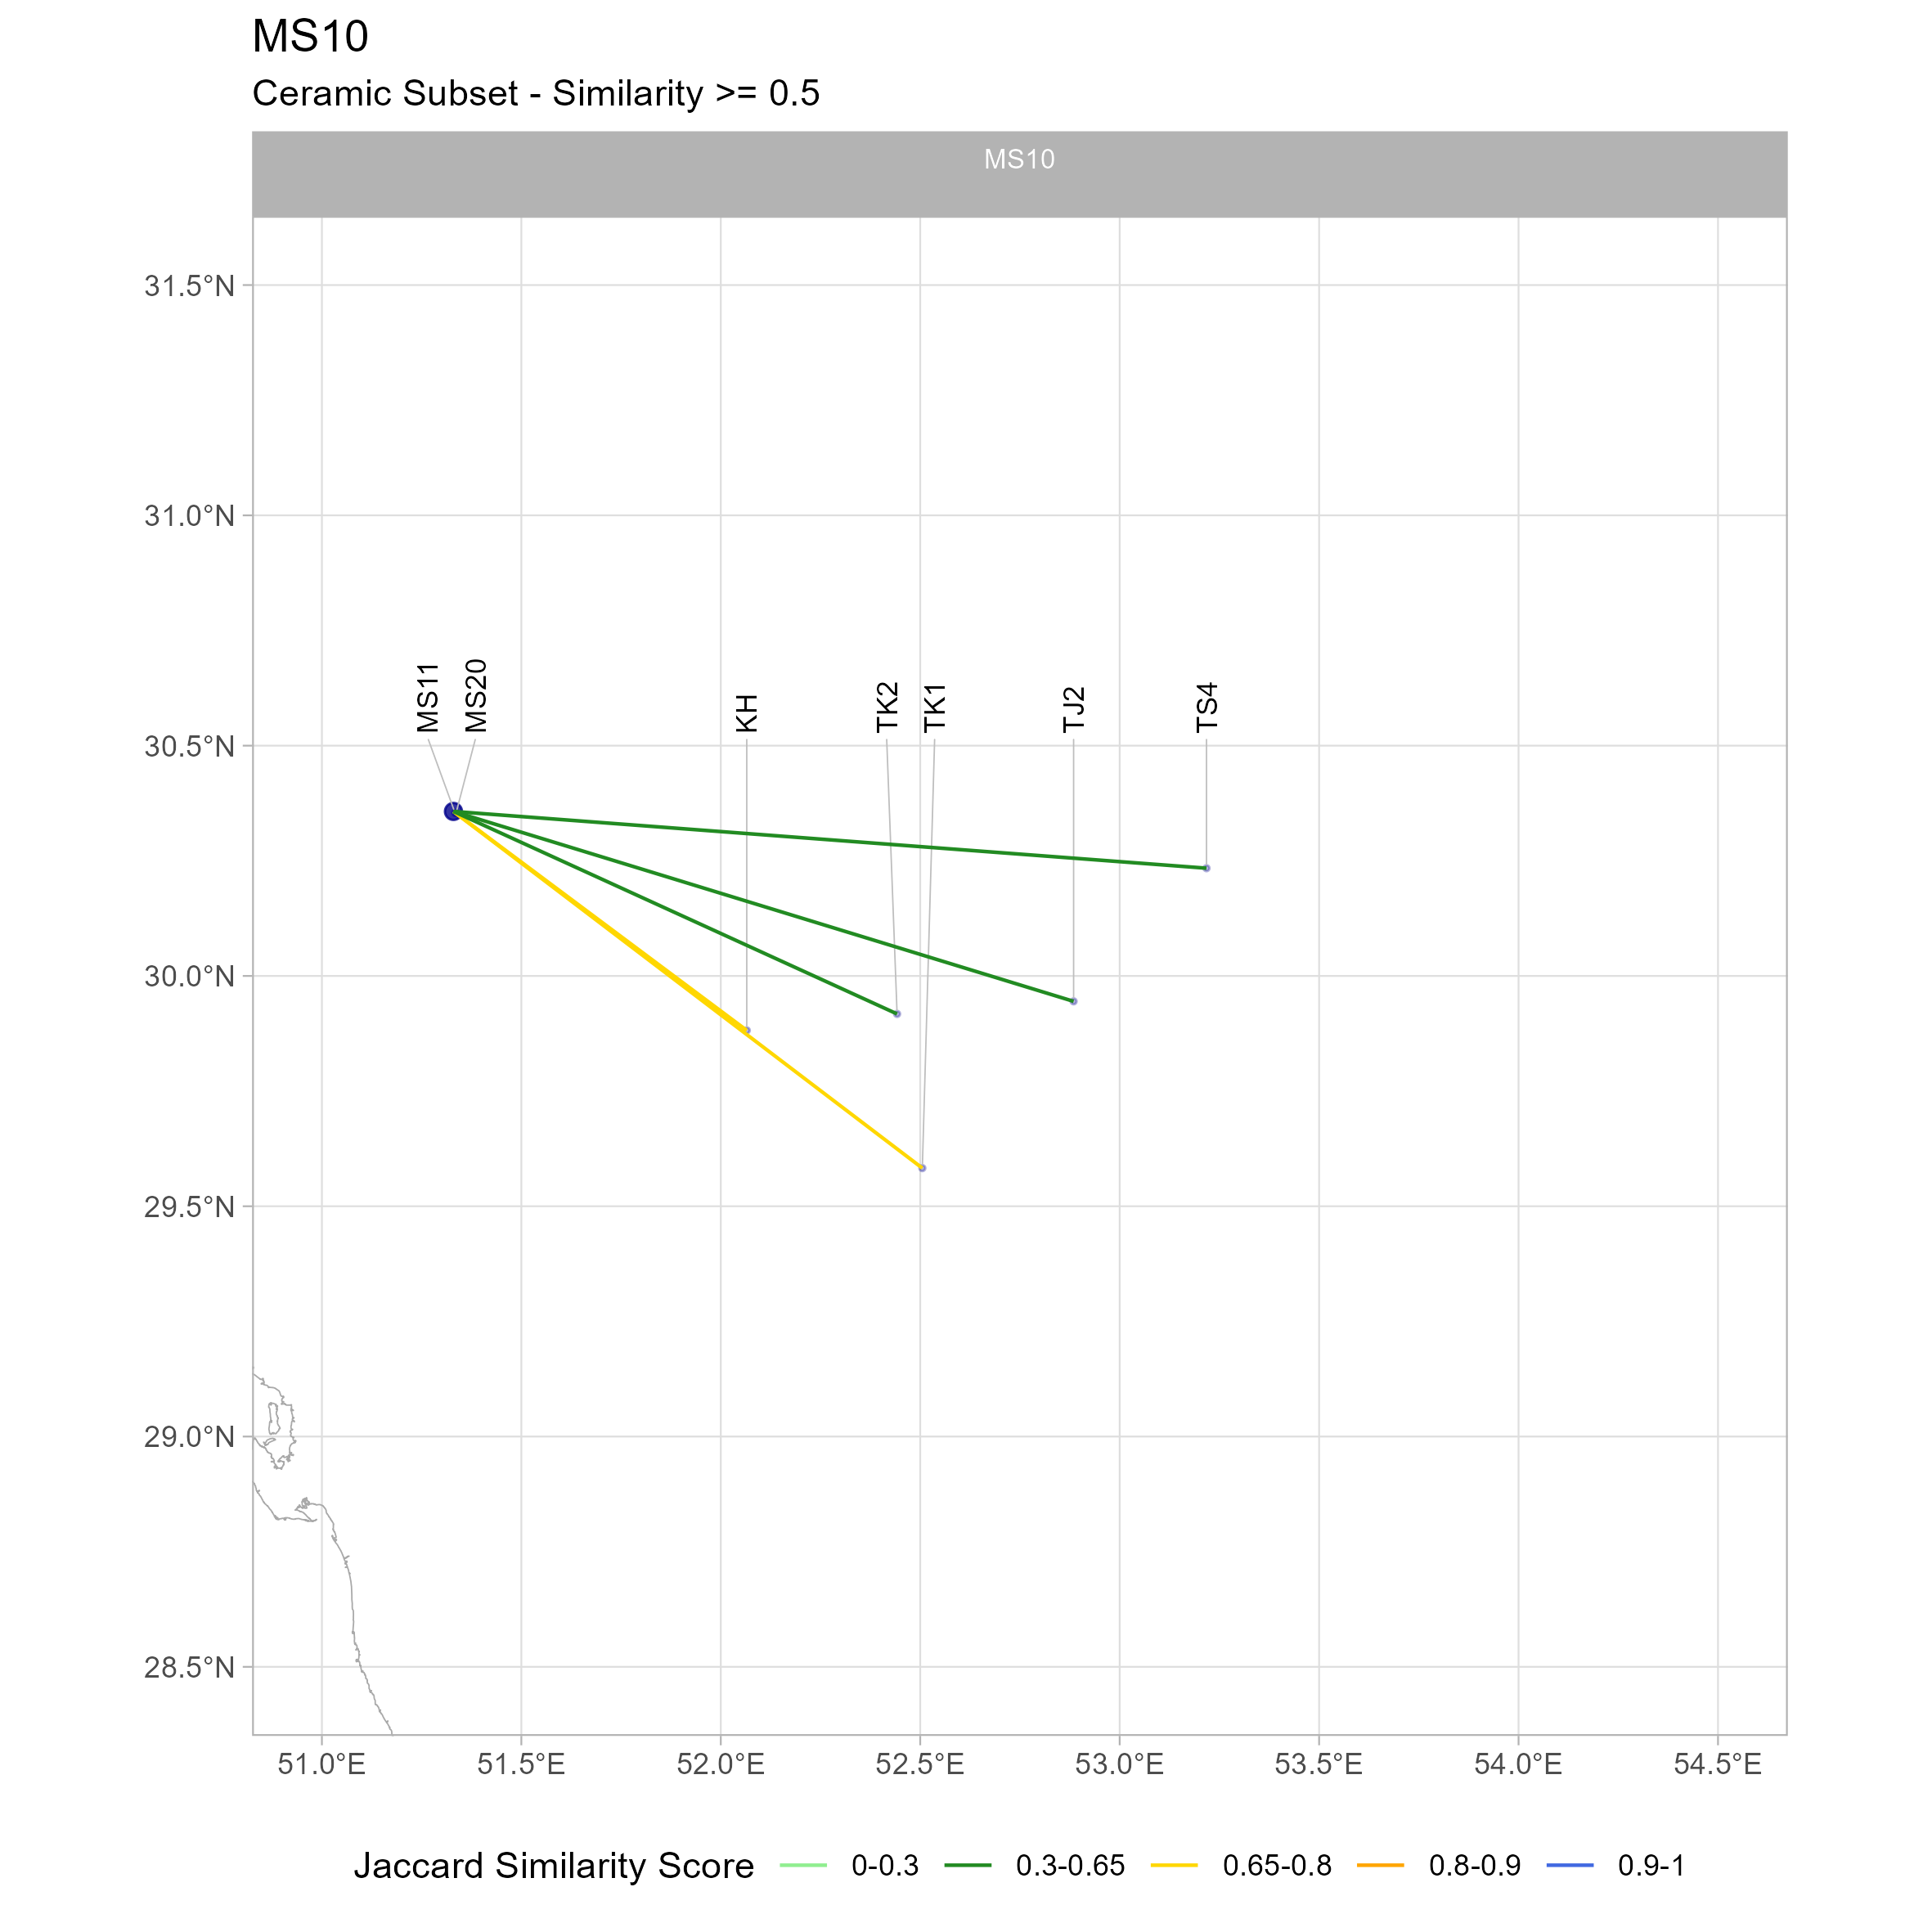 MS10
Ceramic Subset - Similarity >= 0.5
MS10
31.5°N
31.0°N
30.5°N
30.0°N
29.5°N
29.0°N
28.5°N
MS11
MS20
KH
TK2
TK1
TJ2
TS4
51.0°E 51.5°E 52.0°E 52.5°E 53.0°E 53.5°E 54.0°E 54.5°E
Jaccard Similarity Score 0-0.3 0.3-0.65 0.65-0.8 0.8-0.9 0.9-1